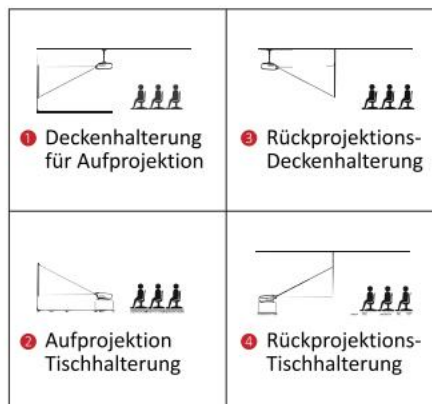 1 Deckenhalterung
für Aufprojektion
3 Rückprojektions-
Deckenhalterung
2 Aufprojektion
Tischhalterung
4 Rückprojektions-
Tischhalterung